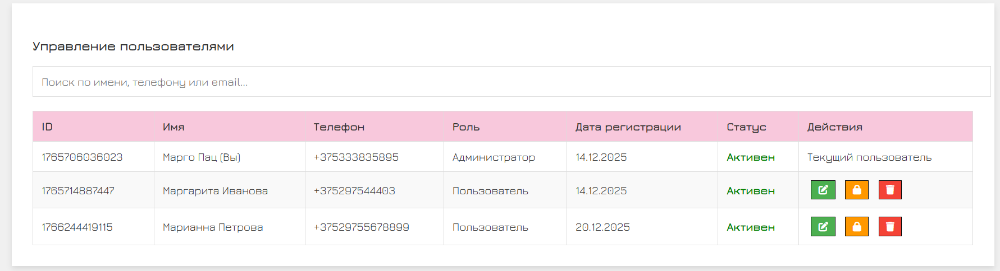 Управление пользователями
Поиск по имени, телефону или email...
ID Имя Телефон Роль Дата регистрации Статус Действия
1765706036023 Марго Пац (Вы) +375333835895 Администратор 14.12.2025 Активен Текущий пользователь
1765714887447 Маргарита Иванова +375297544403 Пользователь 14.12.2025 Активен
1766244419115 Марианна Петрова +37529755678899 Пользователь 20.12.2025 Активен